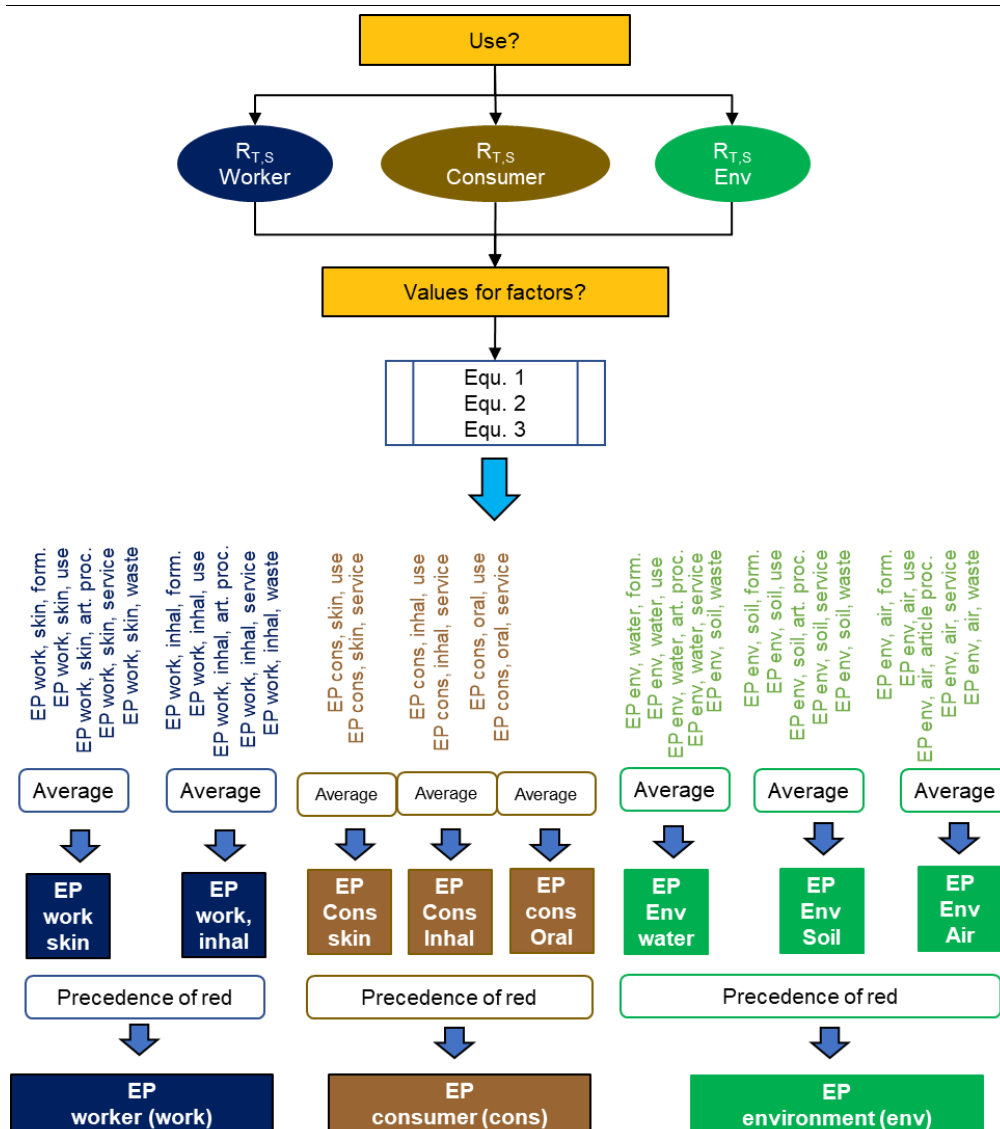 Use?
R_T,S
Worker
R_T,S
Consumer
R_T,S
Env
Values for factors?
Equ. 1
Equ. 2
Equ. 3
EP work, skin, form.
EP work, skin, use
EP work, skin, art. proc.
EP work, skin, service
EP work, skin, waste
EP work, inhal, form.
EP work, inhal, use
EP work, inhal, art. proc.
EP work, inhal, service
EP work, inhal, waste
EP cons, skin, use
EP cons, skin, service
EP cons, inhal, use
EP cons, inhal, service
EP cons, oral, use
EP cons, oral, service
EP env, water, form.
EP env, water, use
EP env, water, art. proc.
EP env, water, service
EP env, soil, waste
EP env, soil, form.
EP env, soil, use
EP env, soil, art. proc.
EP env, soil, service
EP env, soil, waste
EP env, air, form.
EP env, air, use
EP env, air, article proc.
EP env, air, service
EP env, air, waste
Average
Average
Average
Average
Average
Average
Average
Average
EP
work
skin
EP
work,
inhal
EP
Cons
skin
EP
Cons
Inhal
EP
cons
Oral
EP
Env
water
EP
Env
Soil
EP
Env
Air
Precedence of red
Precedence of red
Precedence of red
EP
worker (work)
EP
consumer (cons)
EP
environment (env)